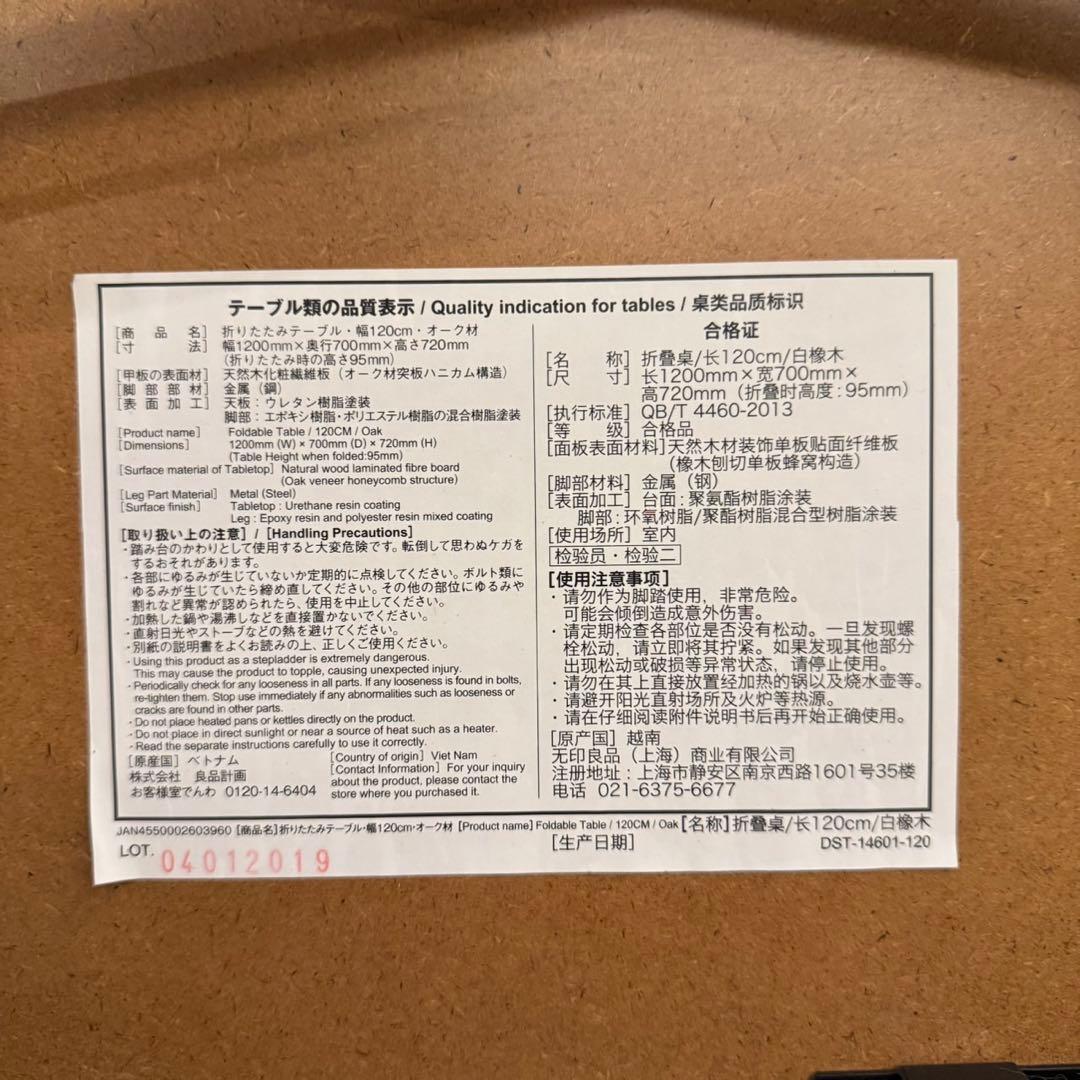 テーブル類の品質表示 / Quality indication for tables / 桌类品质标识
[商品名] 折りたたみテーブル・幅120cm・オーク材
[寸法] 幅1200mm×奥行700mm×高さ720mm
(折りたたみ時の高さ95mm)
[甲板の表面材] 天然木化粧繊維板（オーク材突板ハニカム構造）
[脚部部材] 金属（鋼）
[表面加工] 天板：ウレタン樹脂塗装
脚部：エポキシ樹脂・ポリエステル樹脂の混合樹脂塗装
[Product name] Foldable Table / 120CM / Oak
[Dimensions] 1200mm (W) × 700mm (D) × 720mm (H)
(Table Height when folded:95mm)
[Surface material of Tabletop] Natural wood laminated fibre board
(Oak veneer honeycomb structure)
[Leg Part Material] Metal (Steel)
[Surface finish] Tabletop : Urethane resin coating
Leg : Epoxy resin and polyester resin mixed coating
[取り扱い上の注意] / [Handling Precautions]
・踏み台のかわりとして使用すると大変危険です。転倒して思わぬケガを
するおそれがあります。
・各部にゆるみが生じていないか定期的に点検してください。ボルト類に
ゆるみが生じていたら締め直してください。その他の部位にゆるみや
割れなど異常が認められたら、使用を中止してください。
・加熱した鍋や湯沸しなどを直接置かないでください。
・直射日光やストーブなどの熱を避けてください。
・別紙の説明書をよくお読みの上、正しくご使用ください。
・Using this product as a stepladder is extremely dangerous.
This may cause the product to topple, causing unexpected injury.
・Periodically check for any looseness in all parts. If any looseness is found in bolts,
re-tighten them. Stop use immediately if any abnormalities such as looseness or
cracks are found in other parts.
・Do not place heated pans or kettles directly on the product.
・Do not place in direct sunlight or near a source of heat such as a heater.
・Read the separate instructions carefully to use it correctly.
[原産国] ベトナム
株式会社 良品計画
お客様室でんわ 0120-14-6404
[Country of origin] Viet Nam
[Contact Information] For your inquiry
about the product, please contact the
store where you purchased it.
合格证
[名称] 折叠桌/长120cm/白橡木
[尺寸] 长1200mm×宽700mm×
高720mm（折叠时高度：95mm）
[执行标准] QB/T 4460-2013
[等级] 合格品
[面板表面材料] 天然木材装饰单板贴面纤维板
（橡木刨切单板蜂窝构造）
[脚部材料] 金属（钢）
[表面加工] 台面：聚氨酯树脂涂装
脚部：环氧树脂/聚酯树脂混合型树脂涂装
[使用场所] 室内
检验员・检验二
[使用注意事项]
・请勿作为脚踏使用，非常危险。
可能会倾倒造成意外伤害。
・请定期检查各部位是否没有松动。一旦发现螺
栓松动，请立即将其拧紧。如果发现其他部分
出现松动或破损等异常状态，请停止使用。
・请勿在其上直接放置经加热的锅以及烧水壶等。
・请避开阳光直射场所及火炉等热源。
・请在仔细阅读附件说明书后再开始正确使用。
[原产国] 越南
无印良品（上海）商业有限公司
注册地址：上海市静安区南京西路1601号35楼
电话 021-6375-6677
JAN4550002603960 [商品名]折りたたみテーブル・幅120cm・オーク材 [Product name] Foldable Table / 120CM / Oak [名称]折叠桌/长120cm/白橡木
LOT. 04012019 [生产日期] DST-14601-120